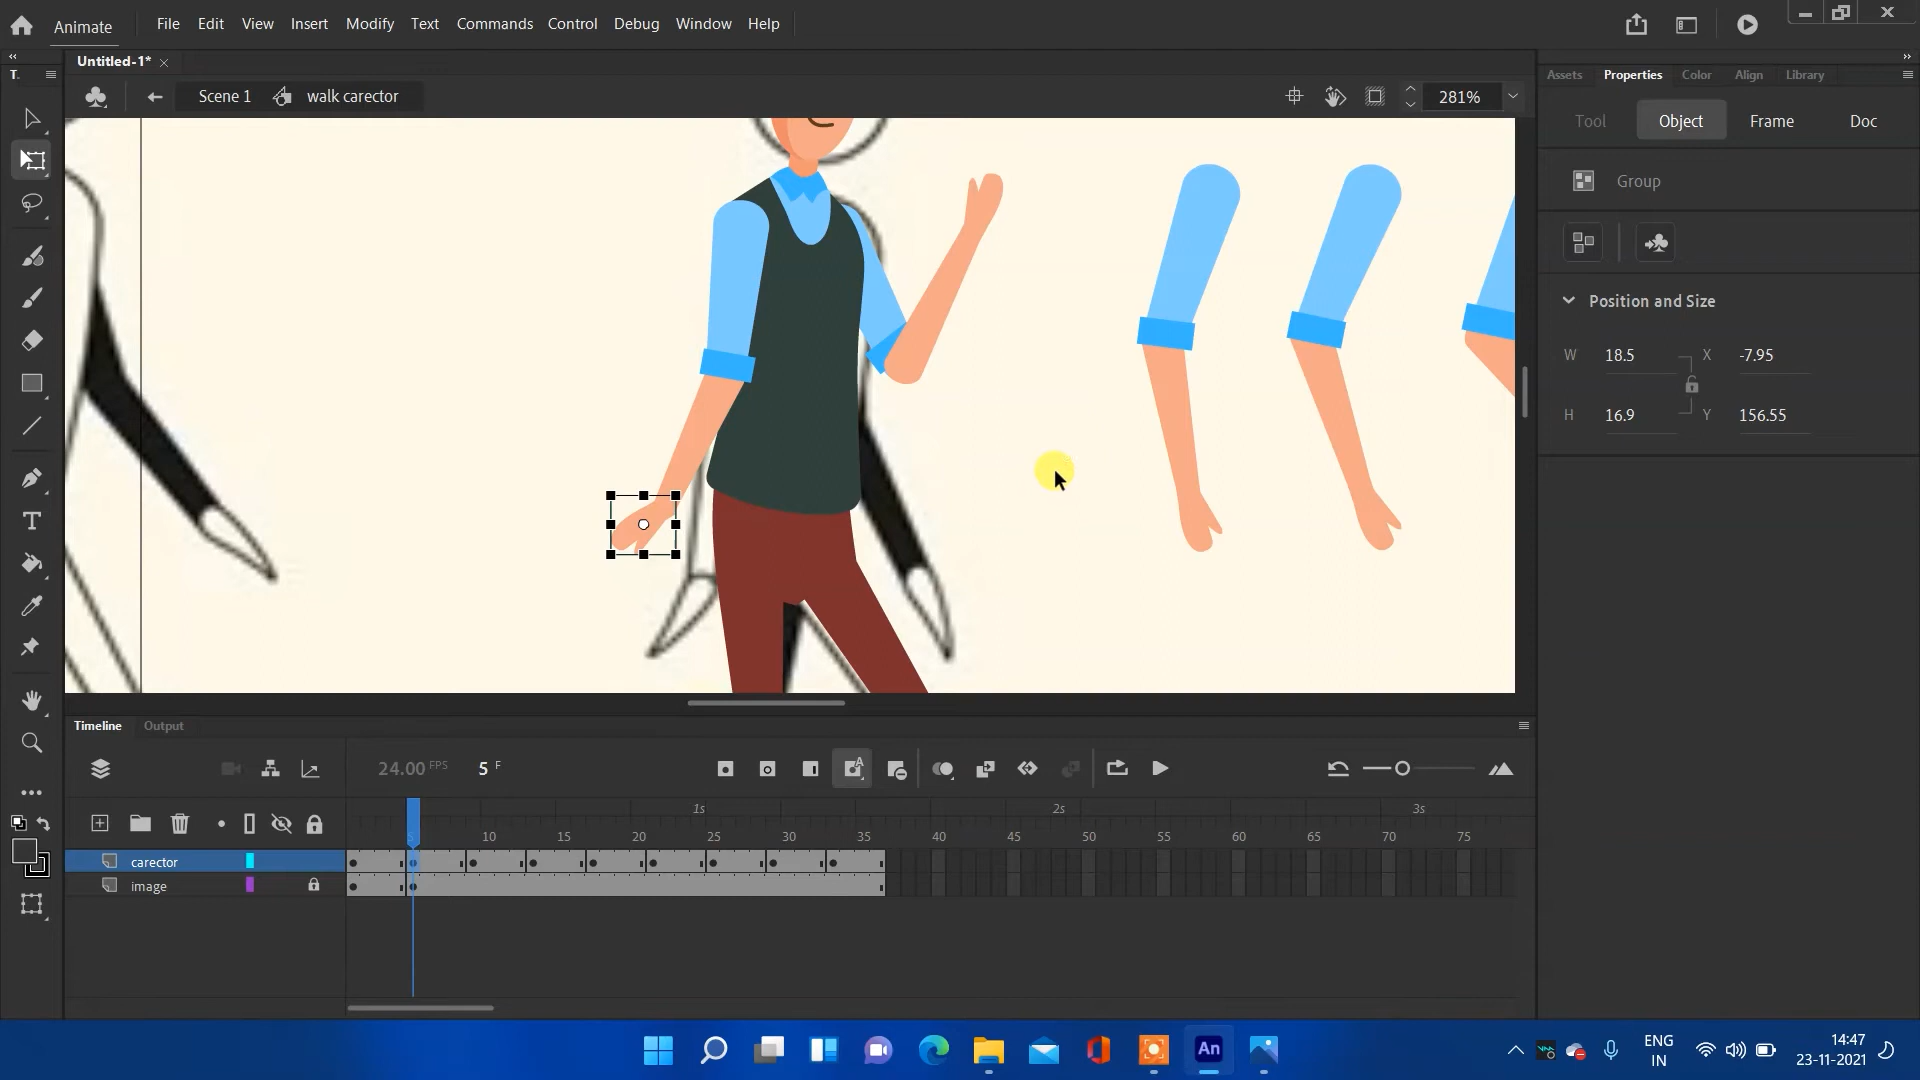 Animate File Edit View Insert Modify Text Commands Control Debug Window Help
Untitled-1*
T.
Scene 1 walk carector 281%
Assets Properties Color Align Library
Tool Object Frame Doc
Group
Position and Size
W 18.5 X -7.95
H 16.9 Y 156.55
Timeline Output
24.00 FPS 5 F
1s 2s 3s
5 10 15 20 25 30 35 40 45 50 55 60 65 70 75
carector
image
An
ENG
IN
14:47
23-11-2021